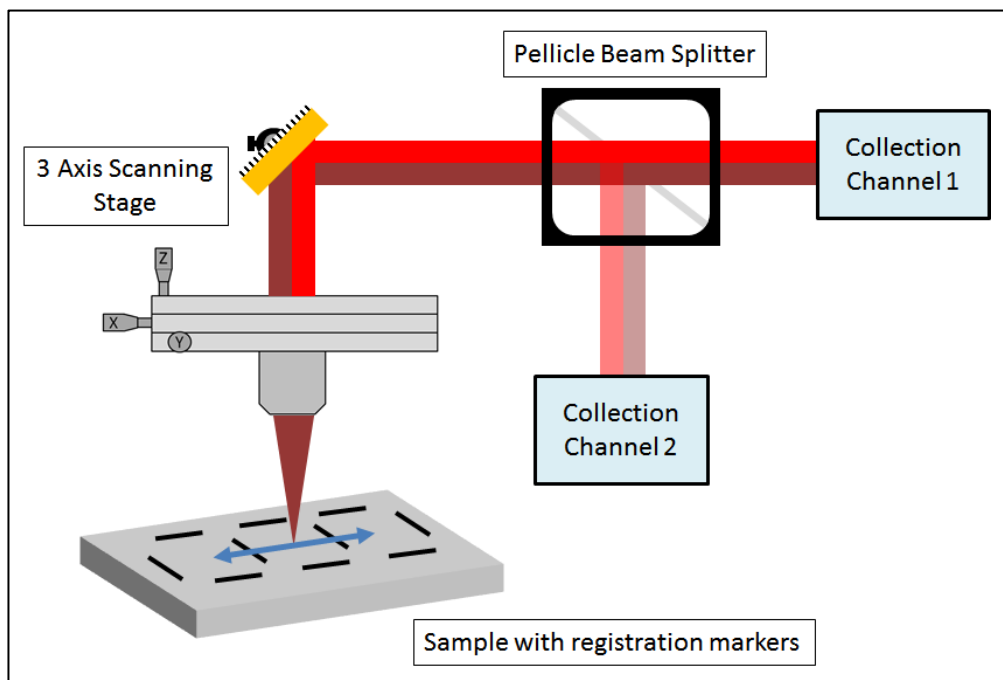 Pellicle Beam Splitter
3 Axis Scanning
Stage
Collection
Channel 1
Z
X
Y
Collection
Channel 2
Sample with registration markers